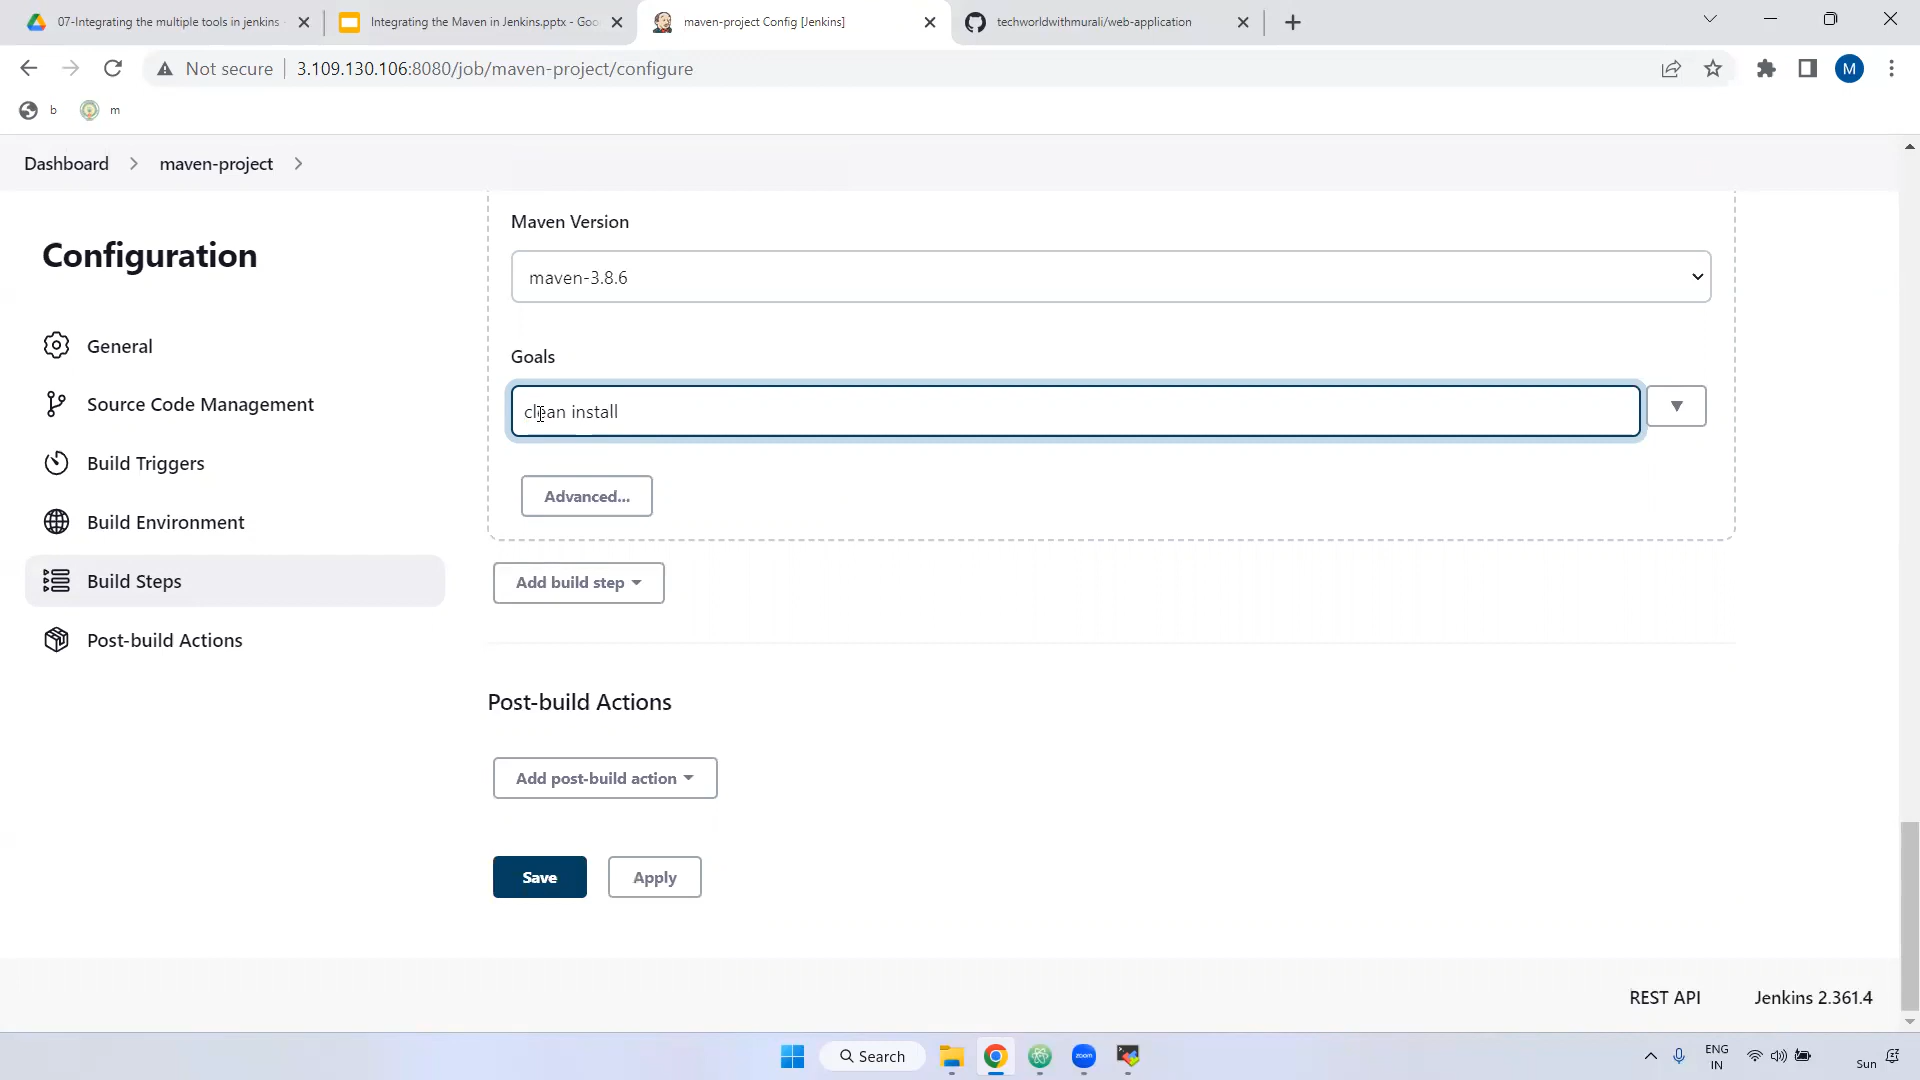 07-Integrating the multiple tools in jenkins
Integrating the Maven in Jenkins.pptx - Goo
maven-project Config [Jenkins]
techworldwithmurali/web-application
Not secure
3.109.130.106:8080/job/maven-project/configure
M
b
m
Dashboard
maven-project
Configuration
General
Source Code Management
Build Triggers
Build Environment
Build Steps
Post-build Actions
Maven Version
maven-3.8.6
Goals
clean install
Advanced...
Add build step
Post-build Actions
Add post-build action
Save
Apply
REST API
Jenkins 2.361.4
Search
zoom
ENG
IN
Sun